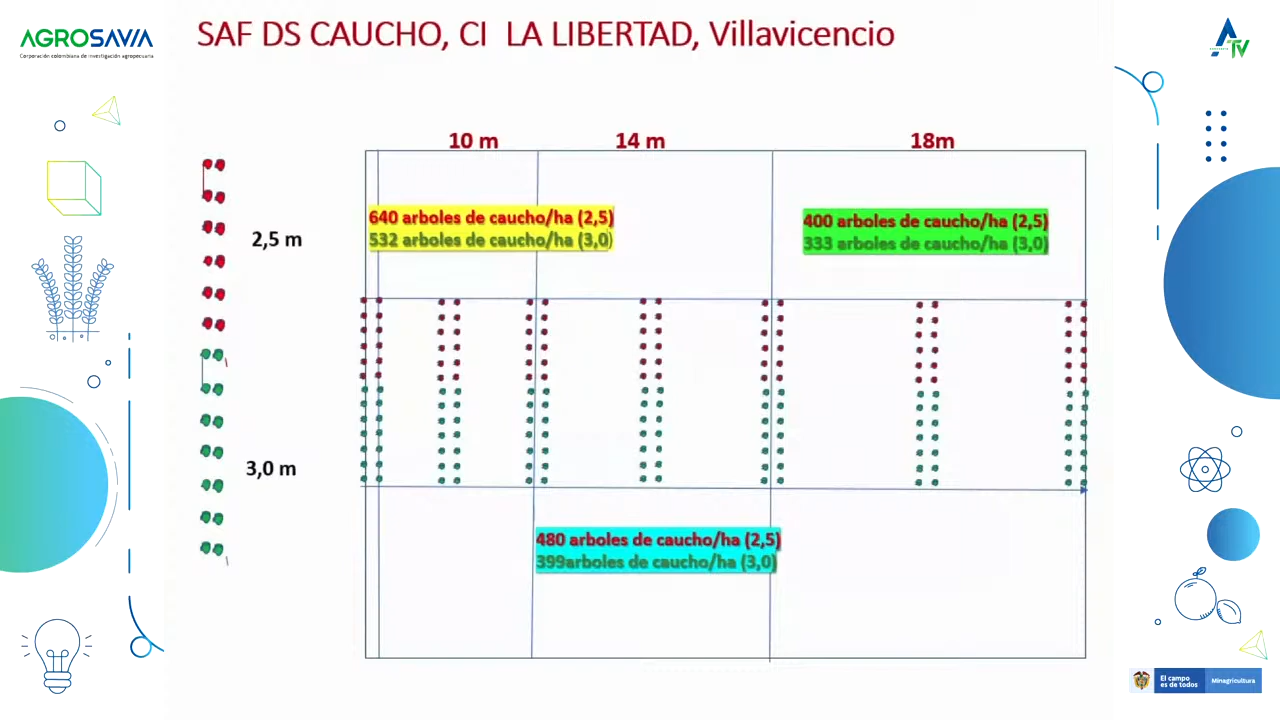 AGROSAVIA
Corporación colombiana de investigación agropecuaria
SAF DS CAUCHO, CI  LA LIBERTAD, Villavicencio
TV
10 m
14 m
18m
640 arboles de caucho/ha (2,5)
532 arboles de caucho/ha (3,0)
400 arboles de caucho/ha (2,5)
333 arboles de caucho/ha (3,0)
2,5 m
3,0 m
480 arboles de caucho/ha (2,5)
399arboles de caucho/ha (3,0)
El campo
es de todos
Minagricultura